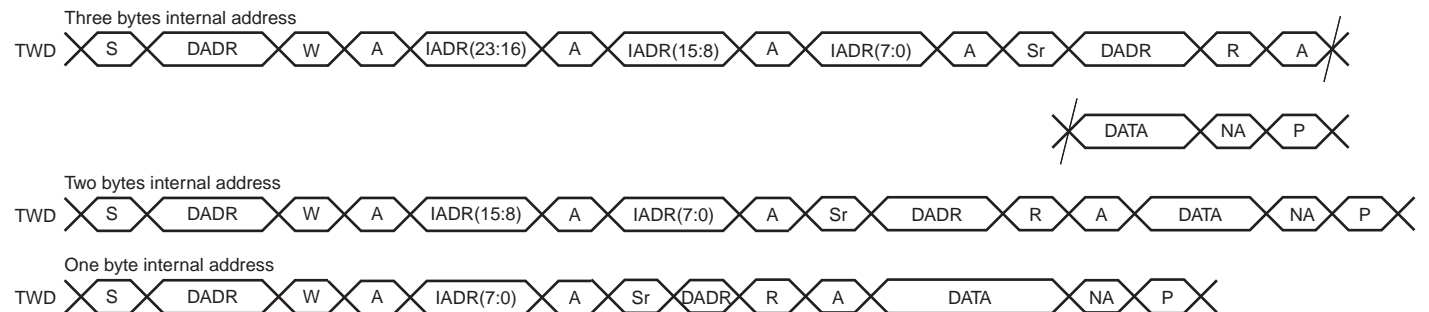 Three bytes internal address
TWD S DADR W A IADR(23:16) A IADR(15:8) A IADR(7:0) A Sr DADR R A
DATA NA P
Two bytes internal address
TWD S DADR W A IADR(15:8) A IADR(7:0) A Sr DADR R A DATA NA P
One byte internal address
TWD S DADR W A IADR(7:0) A Sr DADR R A DATA NA P